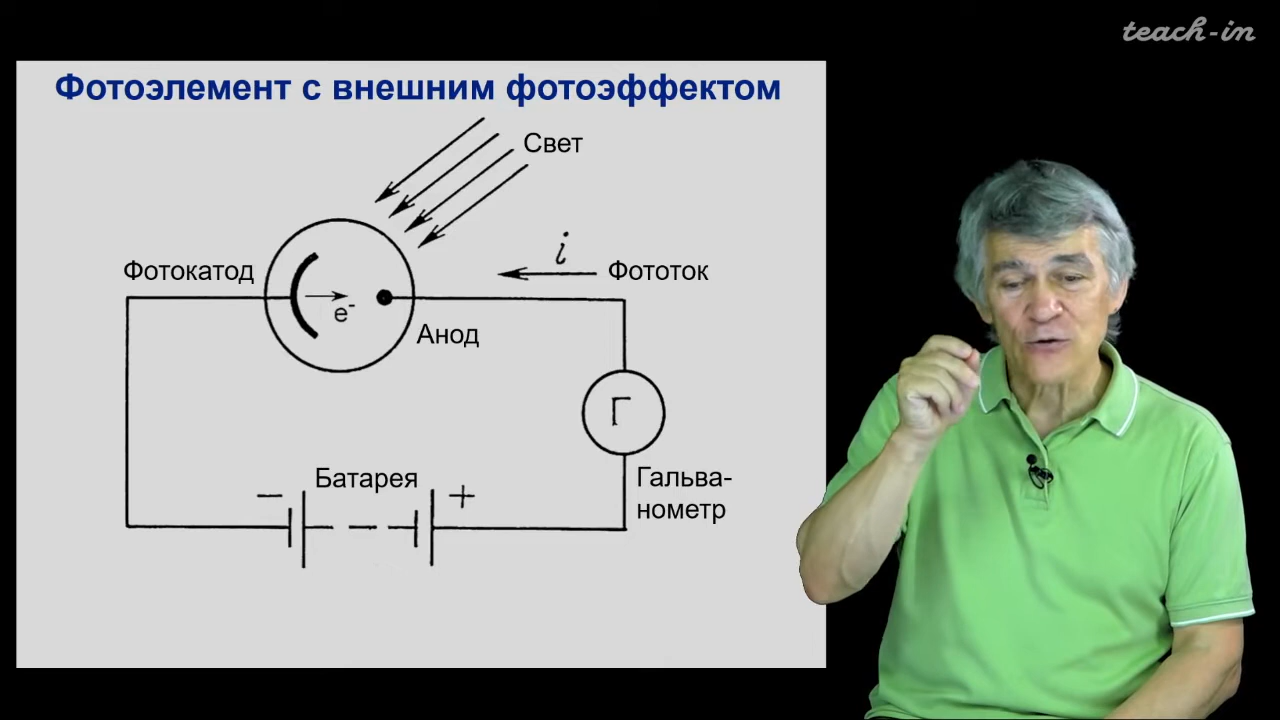 teach-in
Фотоэлемент с внешним фотоэффектом
Свет
i
Фотокатод
Фототок
e-
Анод
Г
Батарея
− +
Гальва-
нометр